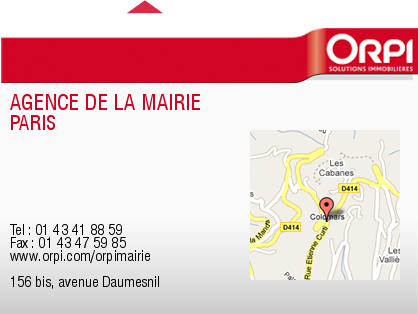 ORPI
SOLUTIONS IMMOBILIÈRES
AGENCE DE LA MAIRIE
PARIS
Les
Cabanes
D414
Colomars
D414
Rue Etienne Curti
Les
Tel : 01 43 41 88 59
Fax : 01 43 47 59 85
www.orpi.com/orpimairie
156 bis, avenue Daumesnil